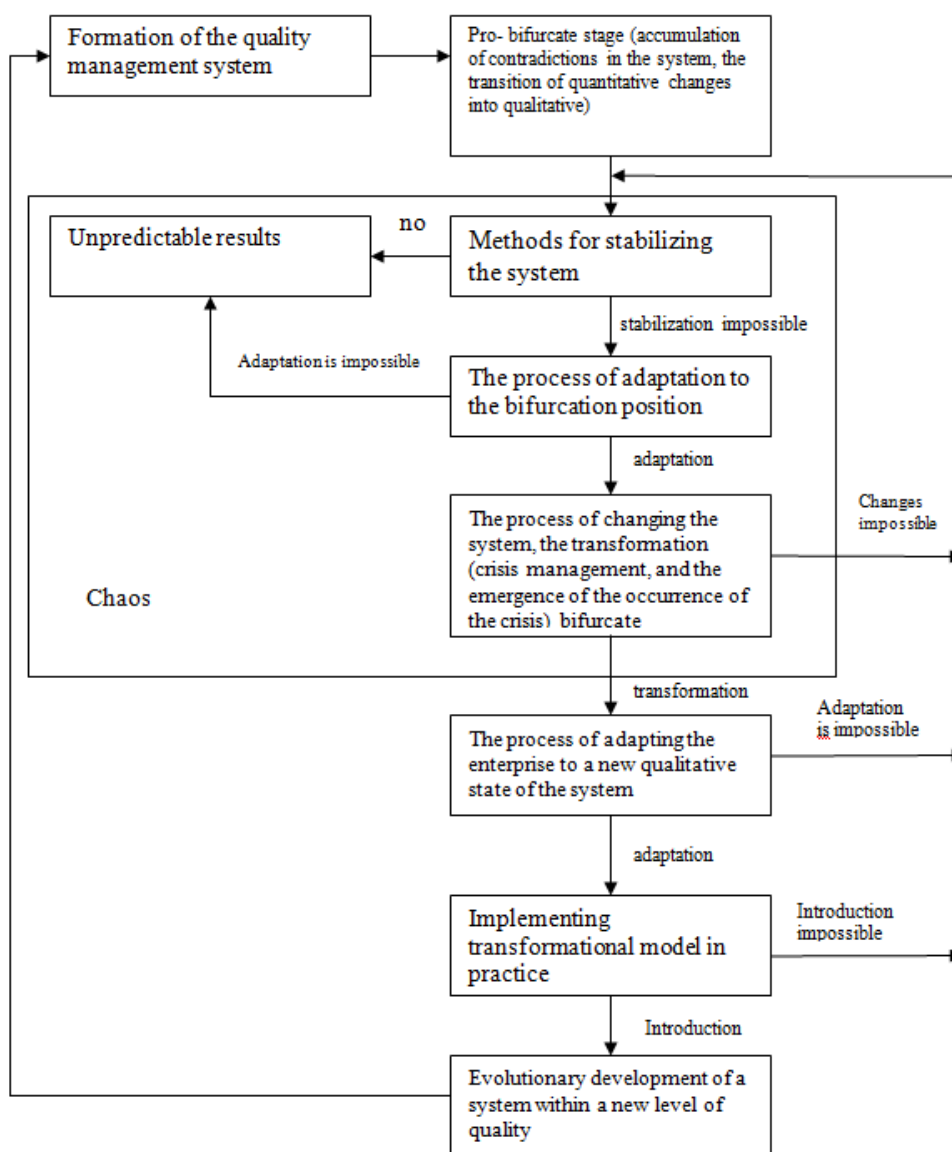 Formation of the quality
management system
Pro- bifurcate stage (accumulation
of contradictions in the system, the
transition of quantitative changes
into qualitative)
Unpredictable results
no
Methods for stabilizing
the system
stabilization impossible
Adaptation is impossible
The process of adaptation to
the bifurcation position
adaptation
The process of changing the
system, the transformation
(crisis management, and the
emergence of the occurrence of
the crisis) bifurcate
Changes
impossible
Chaos
transformation
The process of adapting the
enterprise to a new qualitative
state of the system
Adaptation
is impossible
adaptation
Implementing
transformational model in
practice
Introduction
impossible
Introduction
Evolutionary development of a
system within a new level of
quality